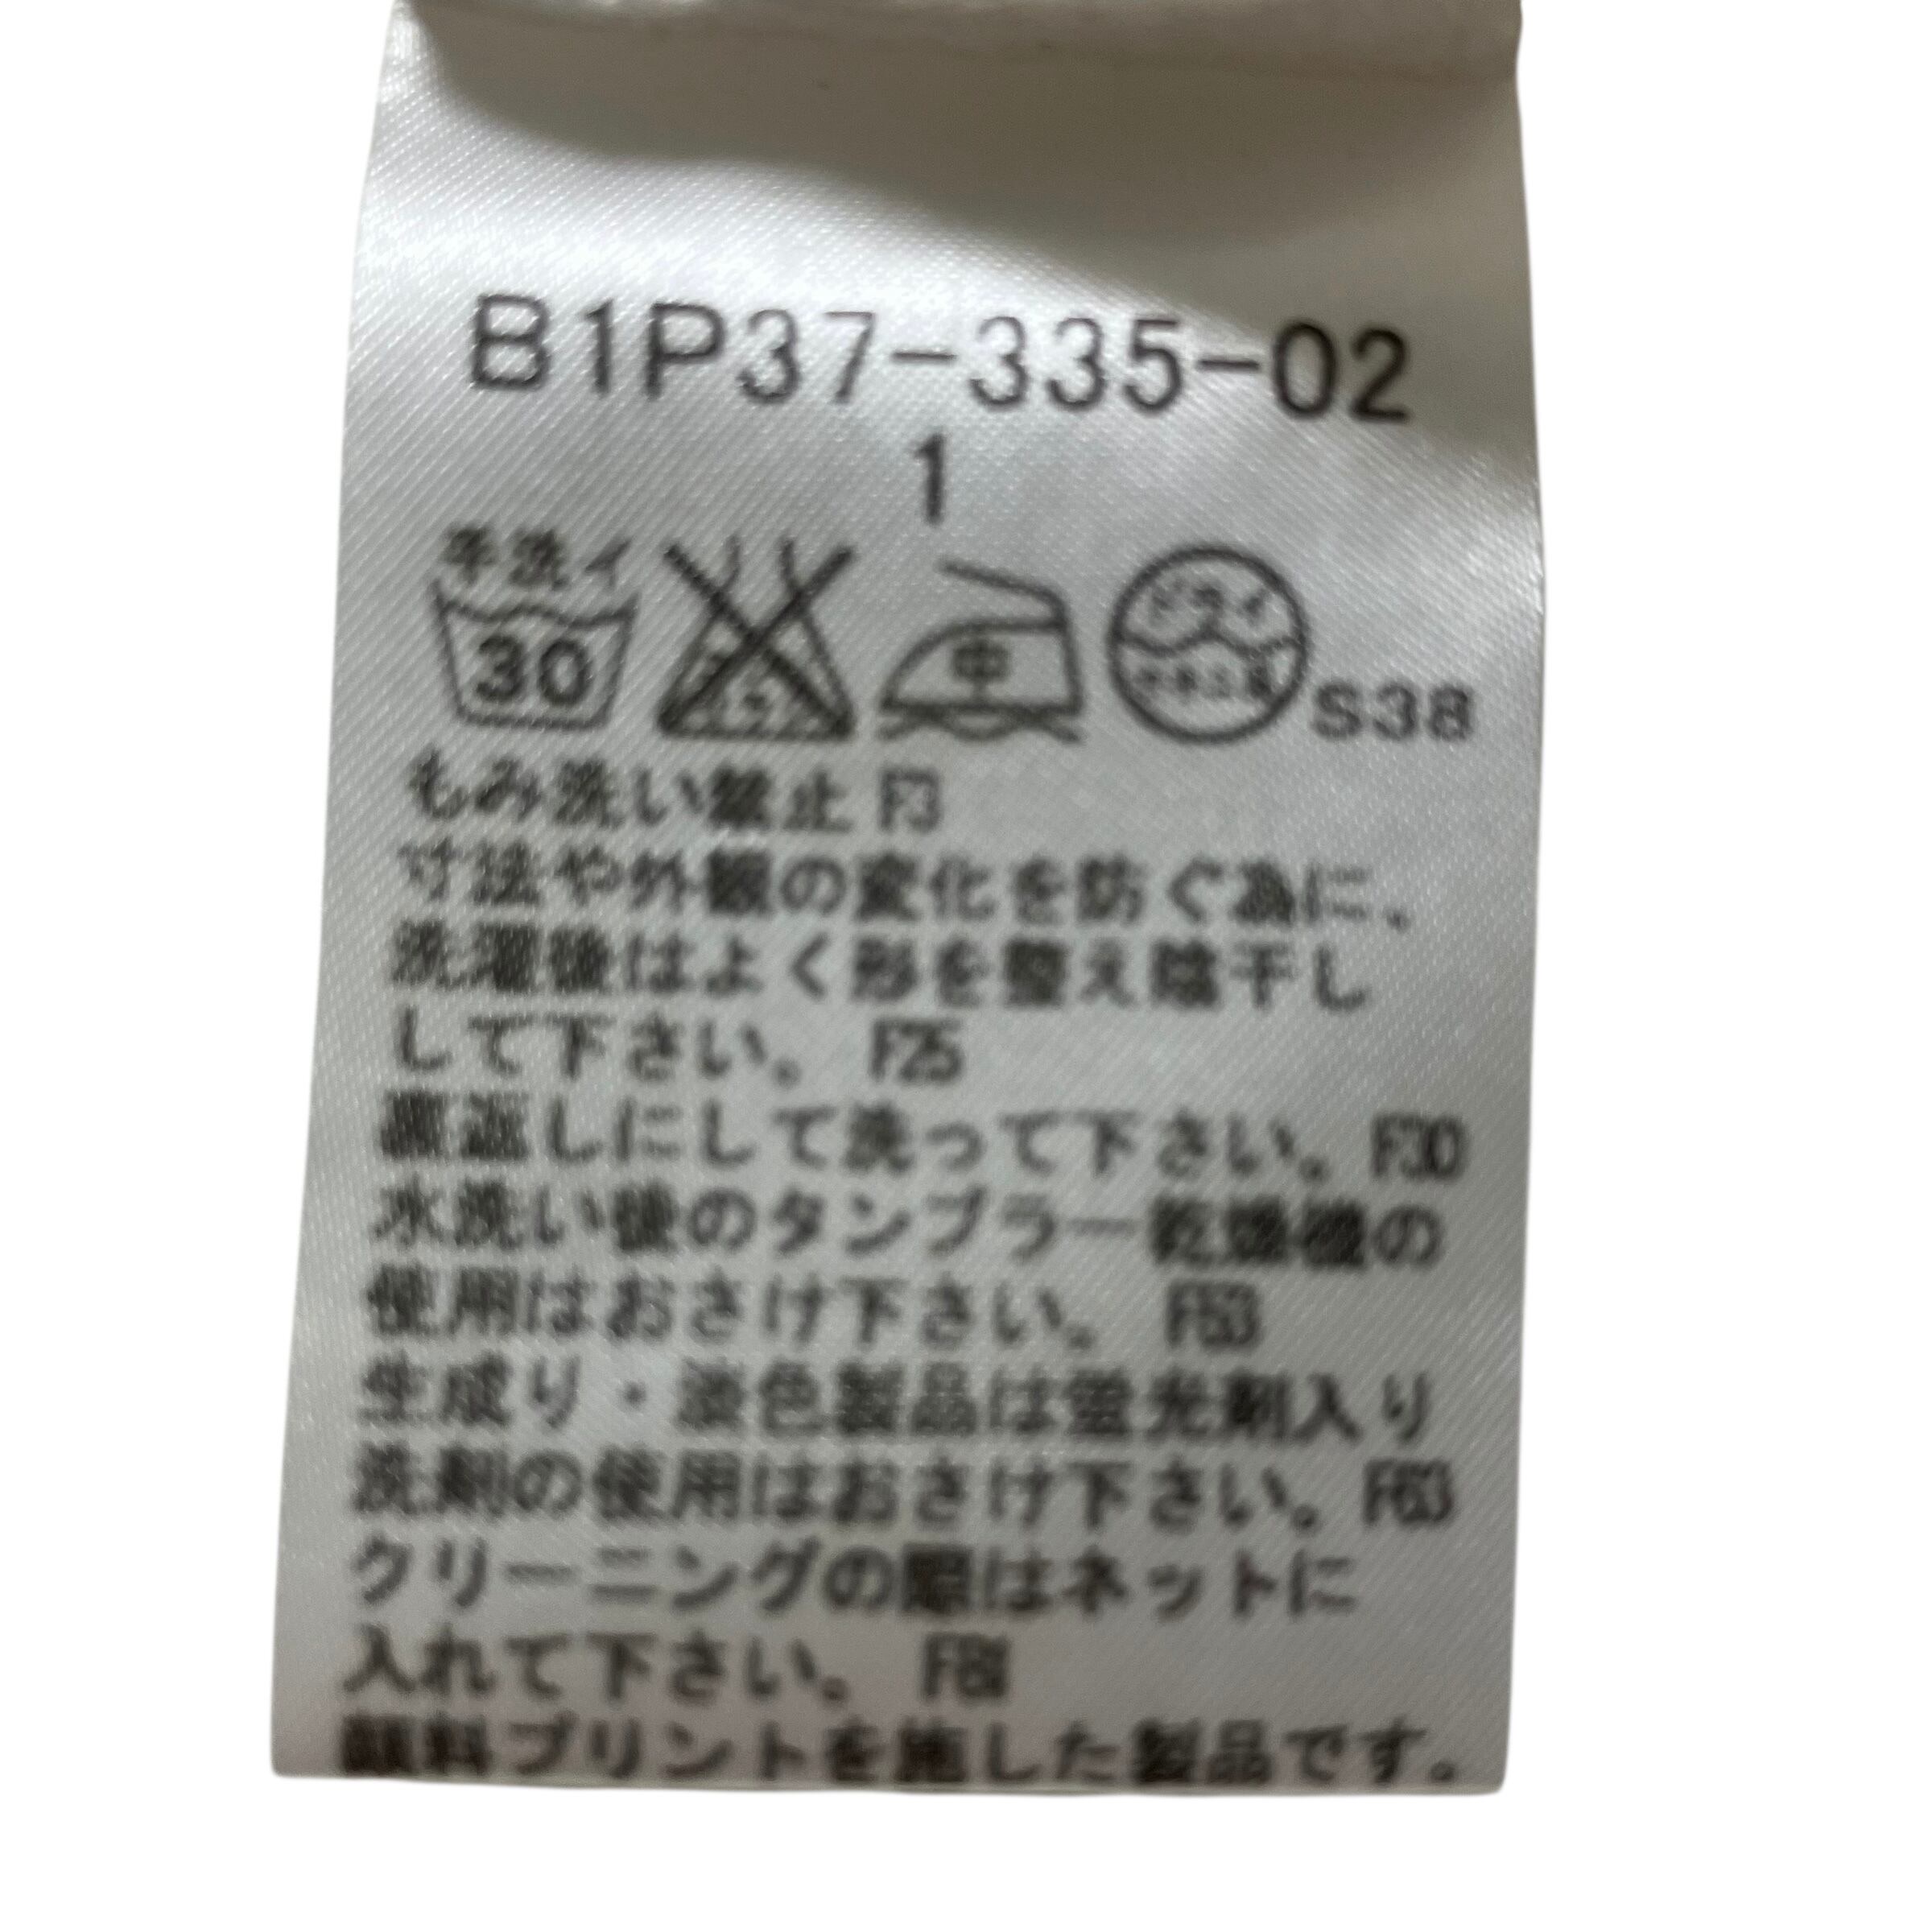 B1P37-335-02
1
手洗イ
30
中
ドライ
セキユ系
S38
もみ洗い禁止 F3
寸法や外観の変化を防ぐ為に、
洗濯後はよく形を整え陰干し
して下さい。 F25
裏返しにして洗って下さい。F30
水洗い後のタンブラー乾燥機の
使用はおさけ下さい。 F53
生成り・淡色製品は蛍光剤入り
洗剤の使用はおさけ下さい。F63
クリーニングの際はネットに
入れて下さい。
顔料プリントを施した製品です。